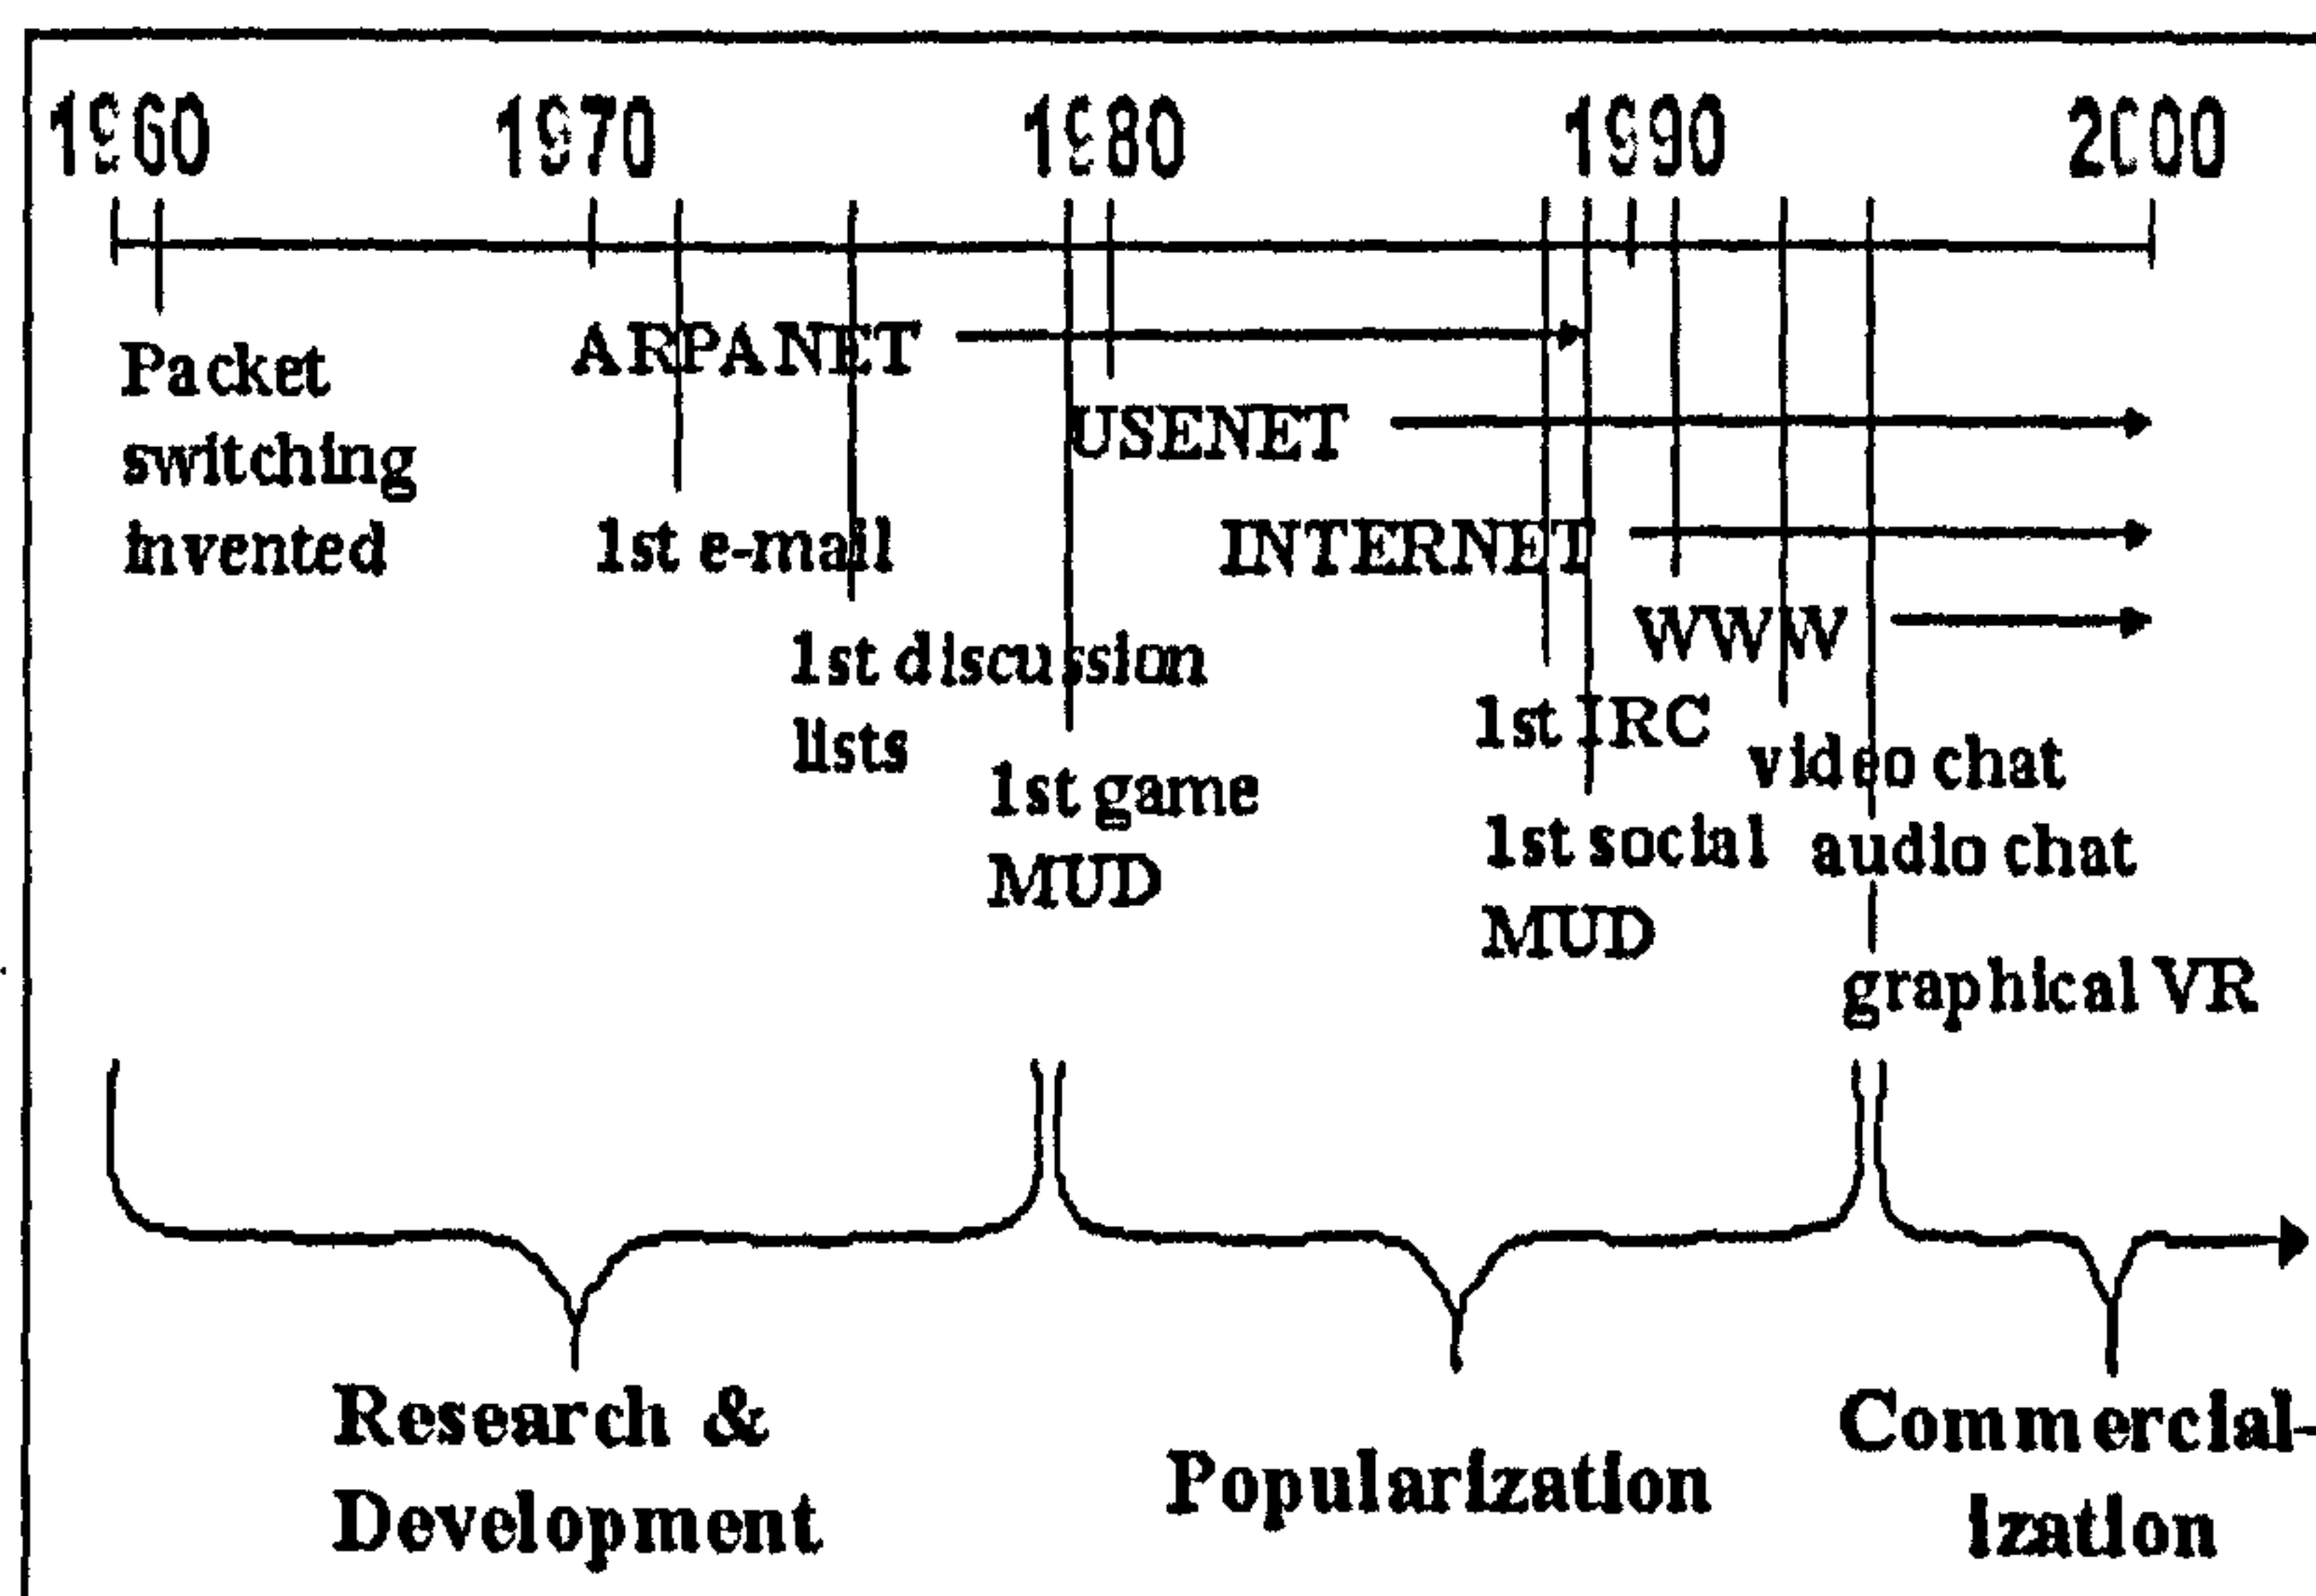 1960 1970 1980 1990 2000
ARPANET
Packet
switching
invented
USENET
1st e-mail
INTERNET
WWW
1st discussion
lists
1st IRC
video chat
1st game
MUD
1st social
MUD
audio chat
graphical VR
Research &
Development
Popularization
Commercial-
ization